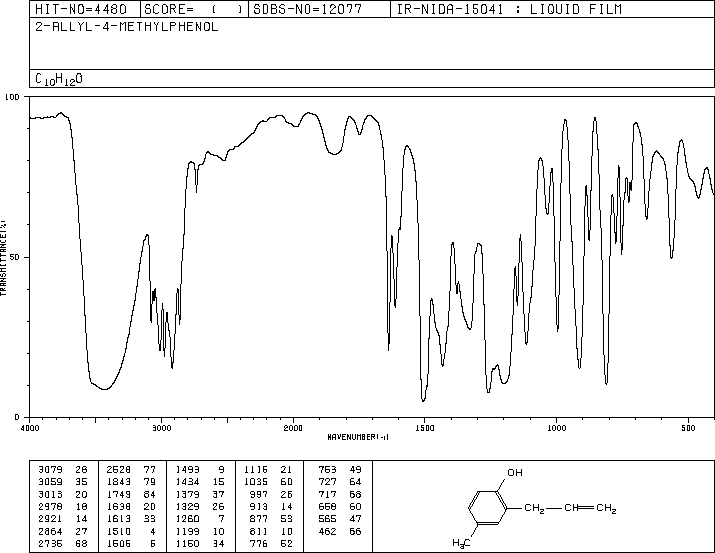 HIT-NO=4480 SCORE= ( ) SDBS-NO=12077 IR-NIDA-15041 : LIQUID FILM
2-ALLYL-4-METHYLPHENOL
C10H12O
100
50
0
TRANSMITTANCE(%)
4000 3000 2000 1500 1000 500
WAVENUMBER(-1)
3079 28 2528 77 1493 9 1116 21 753 49
3059 35 1843 79 1434 15 1035 60 727 64
3013 20 1749 84 1379 37 997 26 717 68
2978 18 1638 20 1329 26 913 14 658 60
2921 14 1613 33 1260 7 877 53 565 47
2864 27 1510 4 1199 10 811 10 462 66
2735 68 1505 5 1150 34 776 52
OH
CH2 CH CH2
H3C